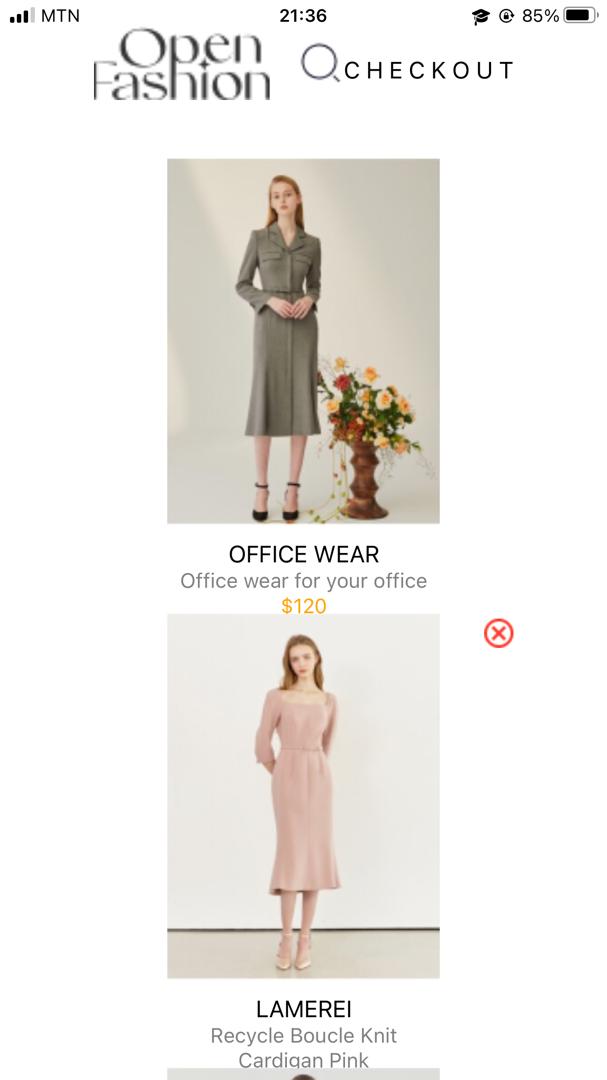 MTN 21:36 85%
Open
Fashion
CHECKOUT
OFFICE WEAR
Office wear for your office
$120
LAMEREI
Recycle Boucle Knit
Cardigan Pink